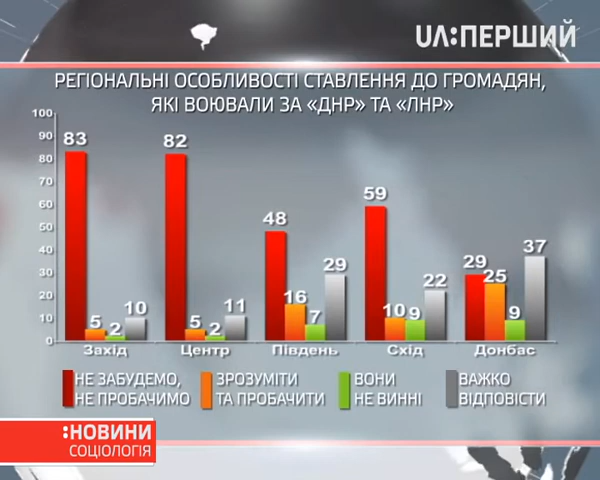 UA:ПЕРШИЙ
РЕГІОНАЛЬНІ ОСОБЛИВОСТІ СТАВЛЕННЯ ДО ГРОМАДЯН,
ЯКІ ВОЮВАЛИ ЗА «ДНР» ТА «ЛНР»
100
90
80
70
60
50
40
30
20
10
0
83 5 2 10
82 5 2 11
48 16 7 29
59 10 9 22
29 25 9 37
Захід Центр Південь Схід Донбас
НЕ ЗАБУДЕМО,
НЕ ПРОБАЧИМО
ЗРОЗУМІТИ
ТА ПРОБАЧИТИ
ВОНИ
НЕ ВИННІ
ВАЖКО
ВІДПОВІСТИ
:НОВИНИ
СОЦІОЛОГІЯ